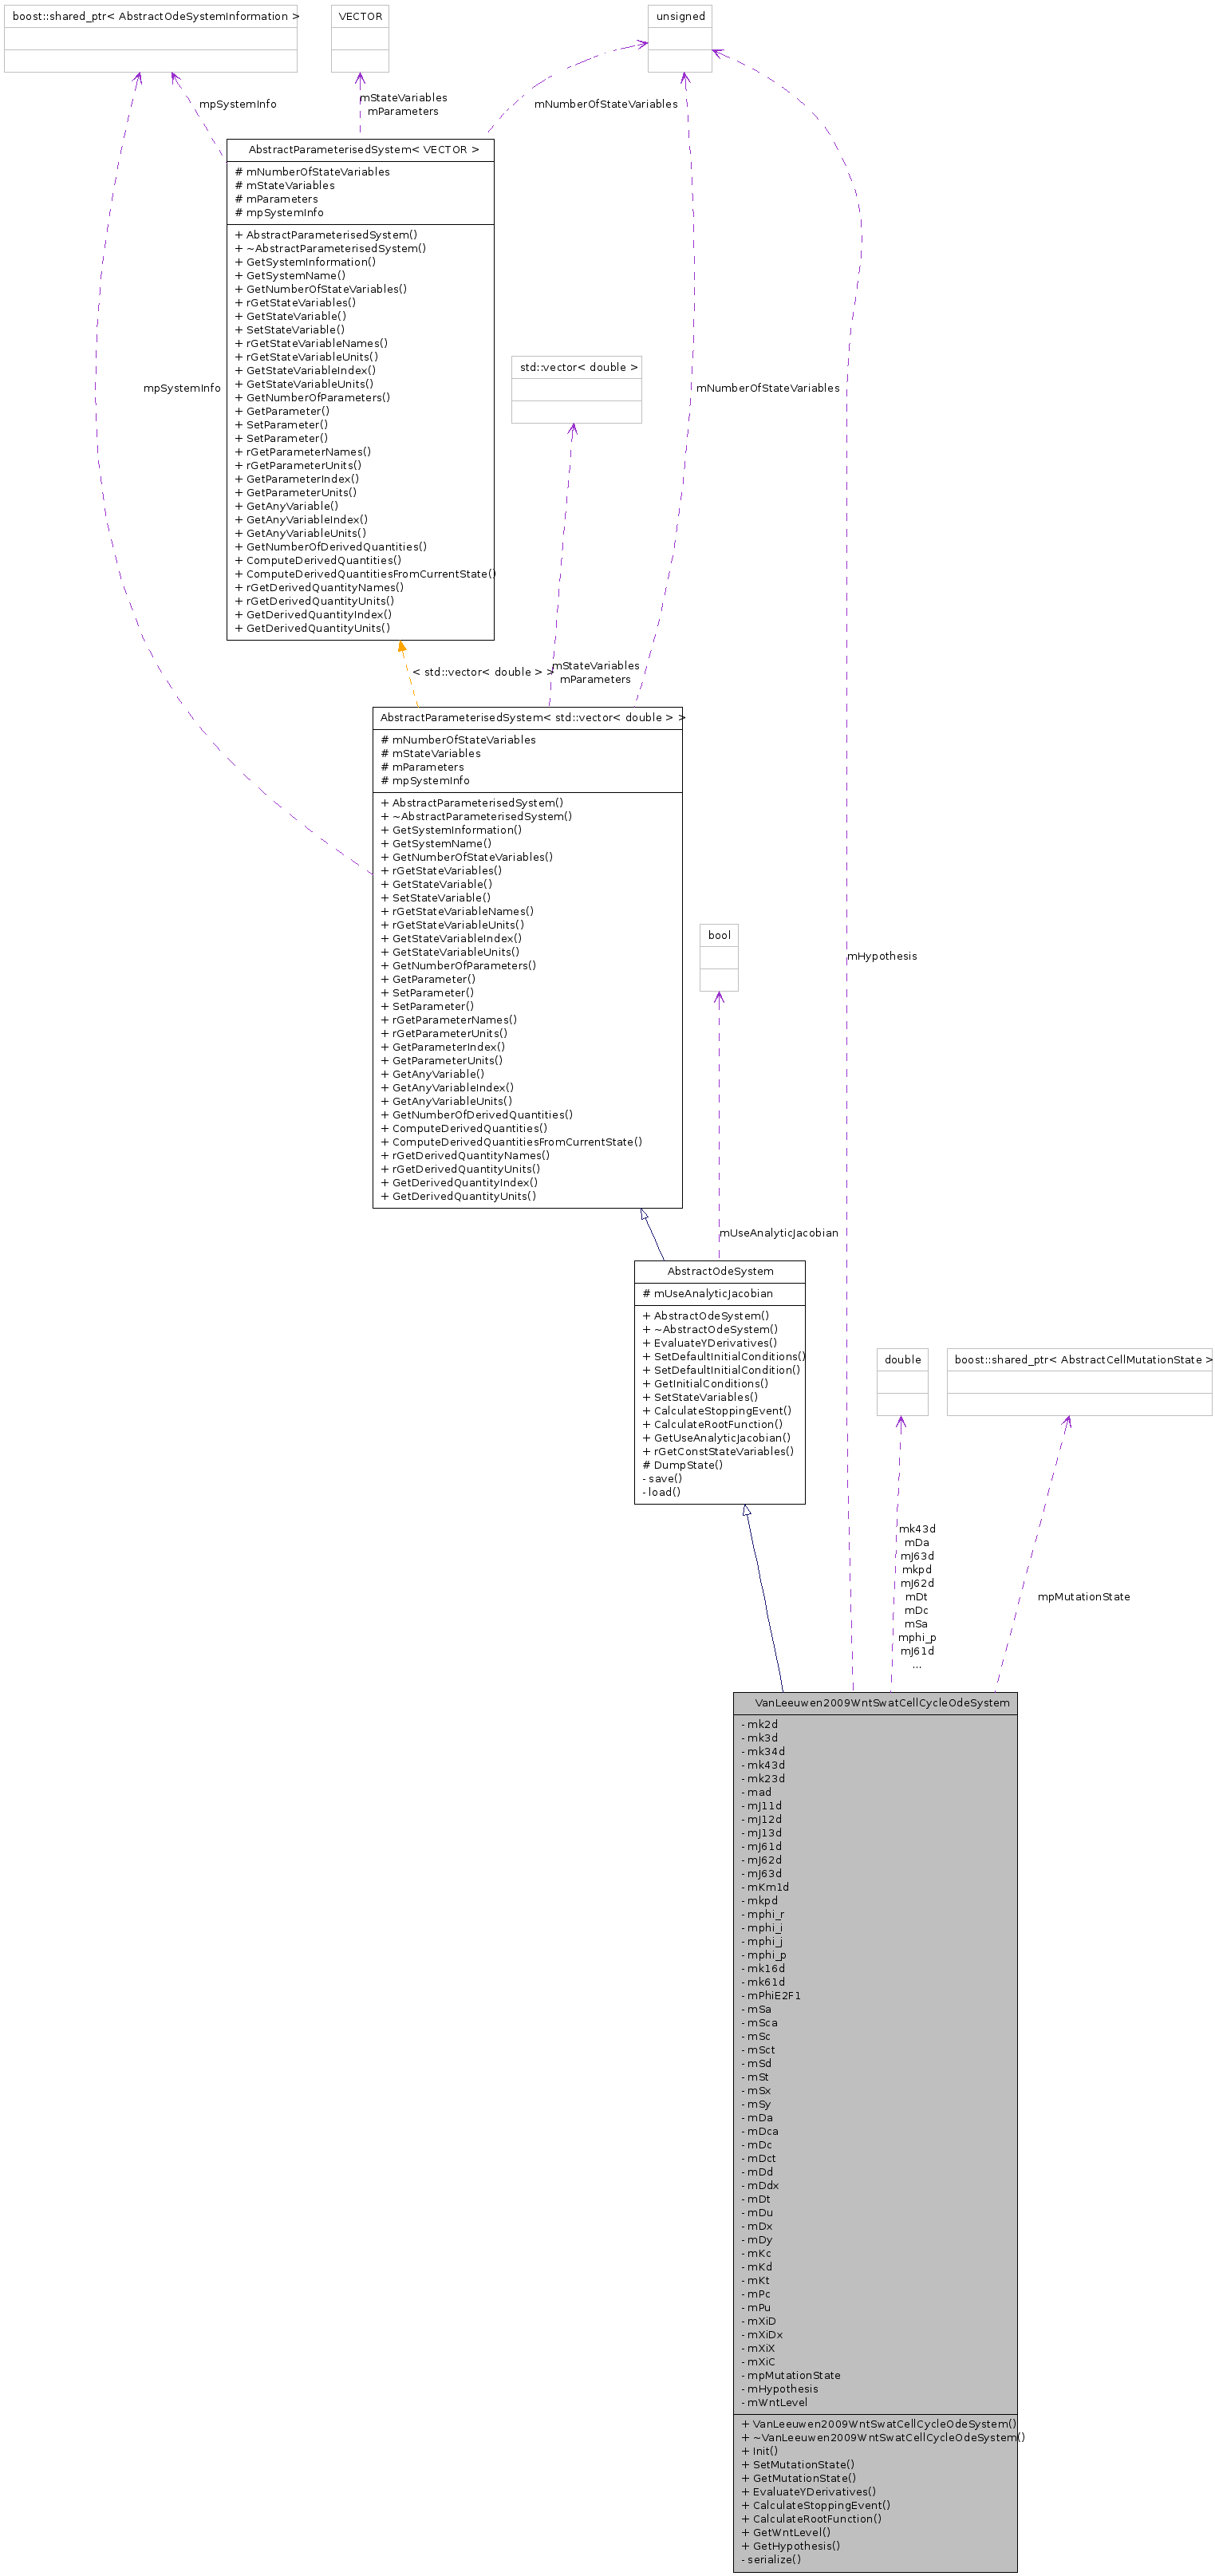 boost::shared_ptr< AbstractOdeSystemInformation >
VECTOR
unsigned
mpSystemInfo
mStateVariables
mParameters
mNumberOfStateVariables
AbstractParameterisedSystem< VECTOR >
# mNumberOfStateVariables
# mStateVariables
# mParameters
# mpSystemInfo
+ AbstractParameterisedSystem()
+ ~AbstractParameterisedSystem()
+ GetSystemInformation()
+ GetSystemName()
+ GetNumberOfStateVariables()
+ rGetStateVariables()
+ GetStateVariable()
+ SetStateVariable()
+ rGetStateVariableNames()
+ rGetStateVariableUnits()
+ GetStateVariableIndex()
+ GetStateVariableUnits()
+ GetNumberOfParameters()
+ GetParameter()
+ SetParameter()
+ SetParameter()
+ rGetParameterNames()
+ rGetParameterUnits()
+ GetParameterIndex()
+ GetParameterUnits()
+ GetAnyVariable()
+ GetAnyVariableIndex()
+ GetAnyVariableUnits()
+ GetNumberOfDerivedQuantities()
+ ComputeDerivedQuantities()
+ ComputeDerivedQuantitiesFromCurrentState()
+ rGetDerivedQuantityNames()
+ rGetDerivedQuantityUnits()
+ GetDerivedQuantityIndex()
+ GetDerivedQuantityUnits()
std::vector< double >
mpSystemInfo
mNumberOfStateVariables
< std::vector< double > >
mStateVariables
mParameters
AbstractParameterisedSystem< std::vector< double > >
# mNumberOfStateVariables
# mStateVariables
# mParameters
# mpSystemInfo
+ AbstractParameterisedSystem()
+ ~AbstractParameterisedSystem()
+ GetSystemInformation()
+ GetSystemName()
+ GetNumberOfStateVariables()
+ rGetStateVariables()
+ GetStateVariable()
+ SetStateVariable()
+ rGetStateVariableNames()
+ rGetStateVariableUnits()
+ GetStateVariableIndex()
+ GetStateVariableUnits()
+ GetNumberOfParameters()
+ GetParameter()
+ SetParameter()
+ SetParameter()
+ rGetParameterNames()
+ rGetParameterUnits()
+ GetParameterIndex()
+ GetParameterUnits()
+ GetAnyVariable()
+ GetAnyVariableIndex()
+ GetAnyVariableUnits()
+ GetNumberOfDerivedQuantities()
+ ComputeDerivedQuantities()
+ ComputeDerivedQuantitiesFromCurrentState()
+ rGetDerivedQuantityNames()
+ rGetDerivedQuantityUnits()
+ GetDerivedQuantityIndex()
+ GetDerivedQuantityUnits()
bool
mHypothesis
mUseAnalyticJacobian
AbstractOdeSystem
# mUseAnalyticJacobian
+ AbstractOdeSystem()
+ ~AbstractOdeSystem()
+ EvaluateYDerivatives()
+ SetDefaultInitialConditions()
+ SetDefaultInitialCondition()
+ GetInitialConditions()
+ SetStateVariables()
+ CalculateStoppingEvent()
+ CalculateRootFunction()
+ GetUseAnalyticJacobian()
+ rGetConstStateVariables()
# DumpState()
- save()
- load()
double
boost::shared_ptr< AbstractCellMutationState >
mk43d
mDa
mJ63d
mkpd
mJ62d
mDt
mDc
mSa
mphi_p
mJ61d
...
mpMutationState
VanLeeuwen2009WntSwatCellCycleOdeSystem
- mk2d
- mk3d
- mk34d
- mk43d
- mk23d
- mad
- mJ11d
- mJ12d
- mJ13d
- mJ61d
- mJ62d
- mJ63d
- mKm1d
- mkpd
- mphi_r
- mphi_i
- mphi_j
- mphi_p
- mk16d
- mk61d
- mPhiE2F1
- mSa
- mSca
- mSc
- mSct
- mSd
- mSt
- mSx
- mSy
- mDa
- mDca
- mDc
- mDct
- mDd
- mDdx
- mDt
- mDu
- mDx
- mDy
- mKc
- mKd
- mKt
- mPc
- mPu
- mXiD
- mXiDx
- mXiX
- mXiC
- mpMutationState
- mHypothesis
- mWntLevel
+ VanLeeuwen2009WntSwatCellCycleOdeSystem()
+ ~VanLeeuwen2009WntSwatCellCycleOdeSystem()
+ Init()
+ SetMutationState()
+ GetMutationState()
+ EvaluateYDerivatives()
+ CalculateStoppingEvent()
+ CalculateRootFunction()
+ GetWntLevel()
+ GetHypothesis()
- serialize()